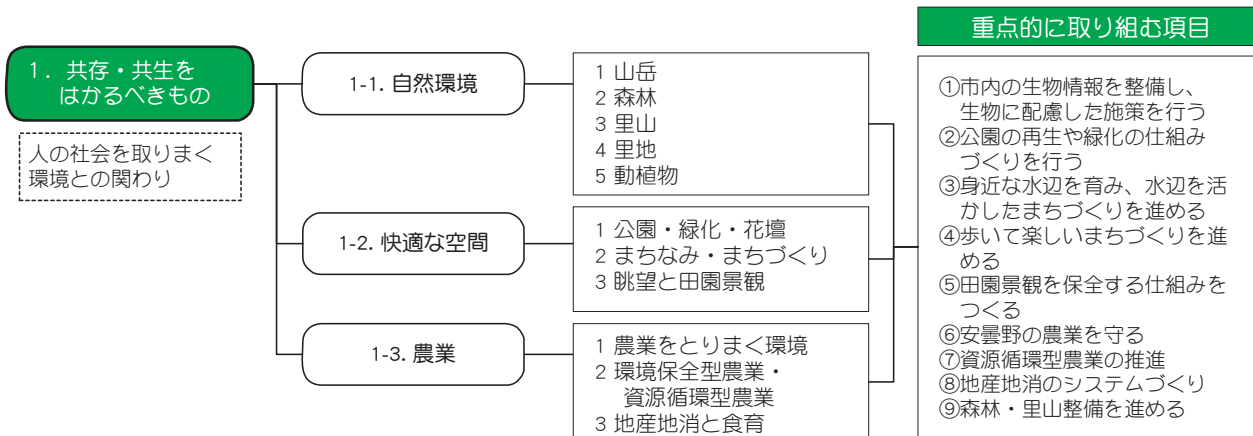 重点的に取り組む項目
1．共存・共生を
はかるべきもの
人の社会を取りまく
環境との関わり
1-1. 自然環境
1 山岳
2 森林
3 里山
4 里地
5 動植物
1-2. 快適な空間
1 公園・緑化・花壇
2 まちなみ・まちづくり
3 眺望と田園景観
1-3. 農業
1 農業をとりまく環境
2 環境保全型農業・
資源循環型農業
3 地産地消と食育
①市内の生物情報を整備し、
生物に配慮した施策を行う
②公園の再生や緑化の仕組み
づくりを行う
③身近な水辺を育み、水辺を活
かしたまちづくりを進める
④歩いて楽しいまちづくりを進
める
⑤田園景観を保全する仕組みを
つくる
⑥安曇野の農業を守る
⑦資源循環型農業の推進
⑧地産地消のシステムづくり
⑨森林・里山整備を進める